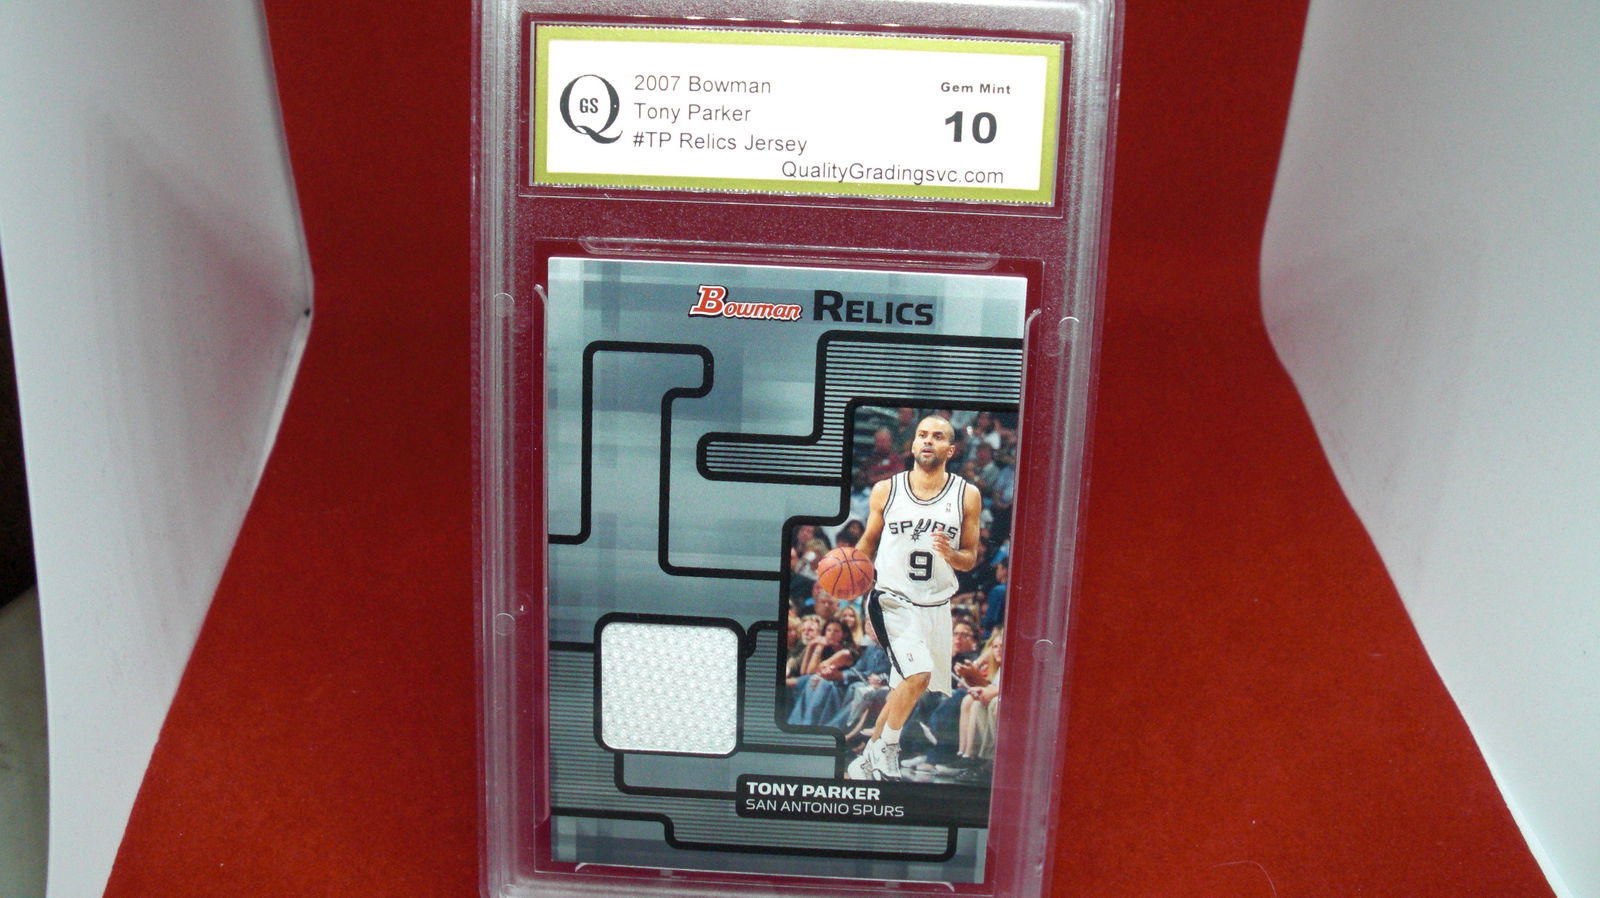 QGS
2007 Bowman
Tony Parker
#TP Relics Jersey
Gem Mint
10
QualityGradingsvc.com
Bowman RELICS
SPURS
9
TONY PARKER
SAN ANTONIO SPURS